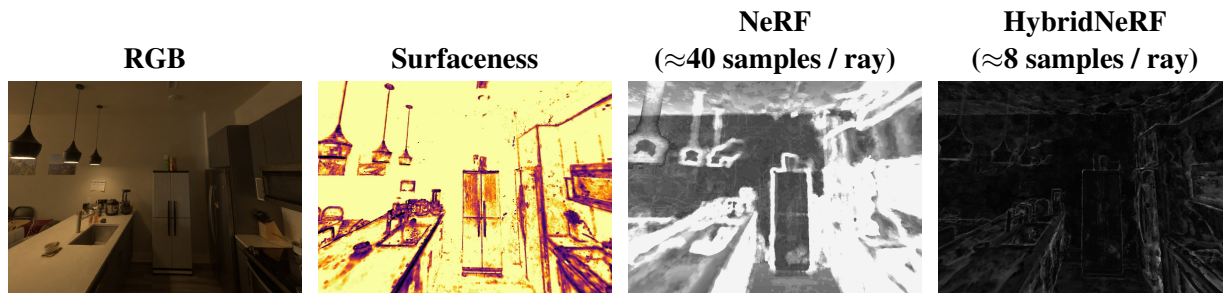 RGB
Surfaceness
NeRF
(≈40 samples / ray)
HybridNeRF
(≈8 samples / ray)